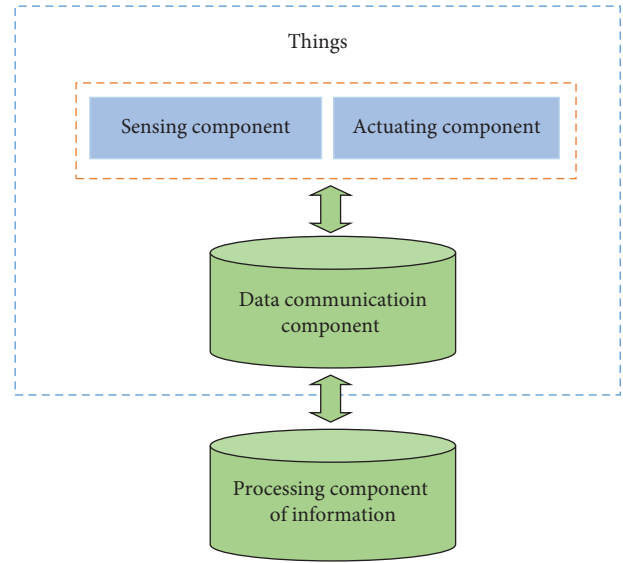 Things
Sensing component
Actuating component
Data communicatioin
component
Processing component
of information